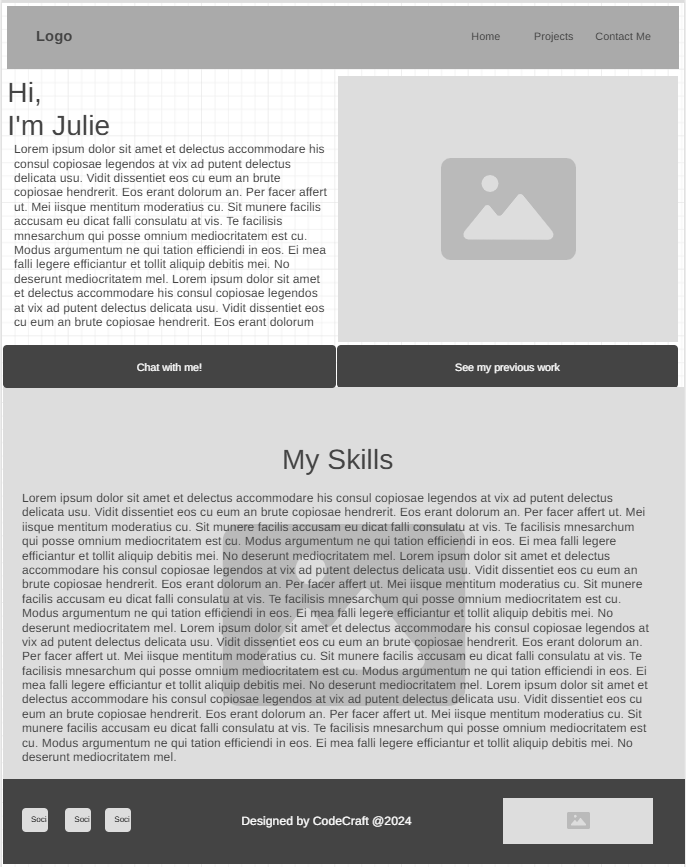 Logo
Home Projects Contact Me
Hi,
I'm Julie
Lorem ipsum dolor sit amet et delectus accommodare his
consul copiosae legendos at vix ad putent delectus
delicata usu. Vidit dissentiet eos cu eum an brute
copiosae hendrerit. Eos erant dolorum an. Per facer affert
ut. Mei iisque mentitum moderatius cu. Sit munere facilis
accusam eu dicat falli consulatu at vis. Te facilisis
mnesarchum qui posse omnium mediocritatem est cu.
Modus argumentum ne qui tation efficiendi in eos. Ei mea
falli legere efficiantur et tollit aliquip debitis mei. No
deserunt mediocritatem mel. Lorem ipsum dolor sit amet
et delectus accommodare his consul copiosae legendos
at vix ad putent delectus delicata usu. Vidit dissentiet eos
cu eum an brute copiosae hendrerit. Eos erant dolorum
Chat with me!
See my previous work
My Skills
Lorem ipsum dolor sit amet et delectus accommodare his consul copiosae legendos at vix ad putent delectus
delicata usu. Vidit dissentiet eos cu eum an brute copiosae hendrerit. Eos erant dolorum an. Per facer affert ut. Mei
iisque mentitum moderatius cu. Sit munere facilis accusam eu dicat falli consulatu at vis. Te facilisis mnesarchum
qui posse omnium mediocritatem est cu. Modus argumentum ne qui tation efficiendi in eos. Ei mea falli legere
efficiantur et tollit aliquip debitis mei. No deserunt mediocritatem mel. Lorem ipsum dolor sit amet et delectus
accommodare his consul copiosae legendos at vix ad putent delectus delicata usu. Vidit dissentiet eos cu eum an
brute copiosae hendrerit. Eos erant dolorum an. Per facer affert ut. Mei iisque mentitum moderatius cu. Sit munere
facilis accusam eu dicat falli consulatu at vis. Te facilisis mnesarchum qui posse omnium mediocritatem est cu.
Modus argumentum ne qui tation efficiendi in eos. Ei mea falli legere efficiantur et tollit aliquip debitis mei. No
deserunt mediocritatem mel. Lorem ipsum dolor sit amet et delectus accommodare his consul copiosae legendos at
vix ad putent delectus delicata usu. Vidit dissentiet eos cu eum an brute copiosae hendrerit. Eos erant dolorum an.
Per facer affert ut. Mei iisque mentitum moderatius cu. Sit munere facilis accusam eu dicat falli consulatu at vis. Te
facilisis mnesarchum qui posse omnium mediocritatem est cu. Modus argumentum ne qui tation efficiendi in eos. Ei
mea falli legere efficiantur et tollit aliquip debitis mei. No deserunt mediocritatem mel. Lorem ipsum dolor sit amet et
delectus accommodare his consul copiosae legendos at vix ad putent delectus delicata usu. Vidit dissentiet eos cu
eum an brute copiosae hendrerit. Eos erant dolorum an. Per facer affert ut. Mei iisque mentitum moderatius cu. Sit
munere facilis accusam eu dicat falli consulatu at vis. Te facilisis mnesarchum qui posse omnium mediocritatem est
cu. Modus argumentum ne qui tation efficiendi in eos. Ei mea falli legere efficiantur et tollit aliquip debitis mei. No
deserunt mediocritatem mel.
Soci Soci Soci
Designed by CodeCraft @2024